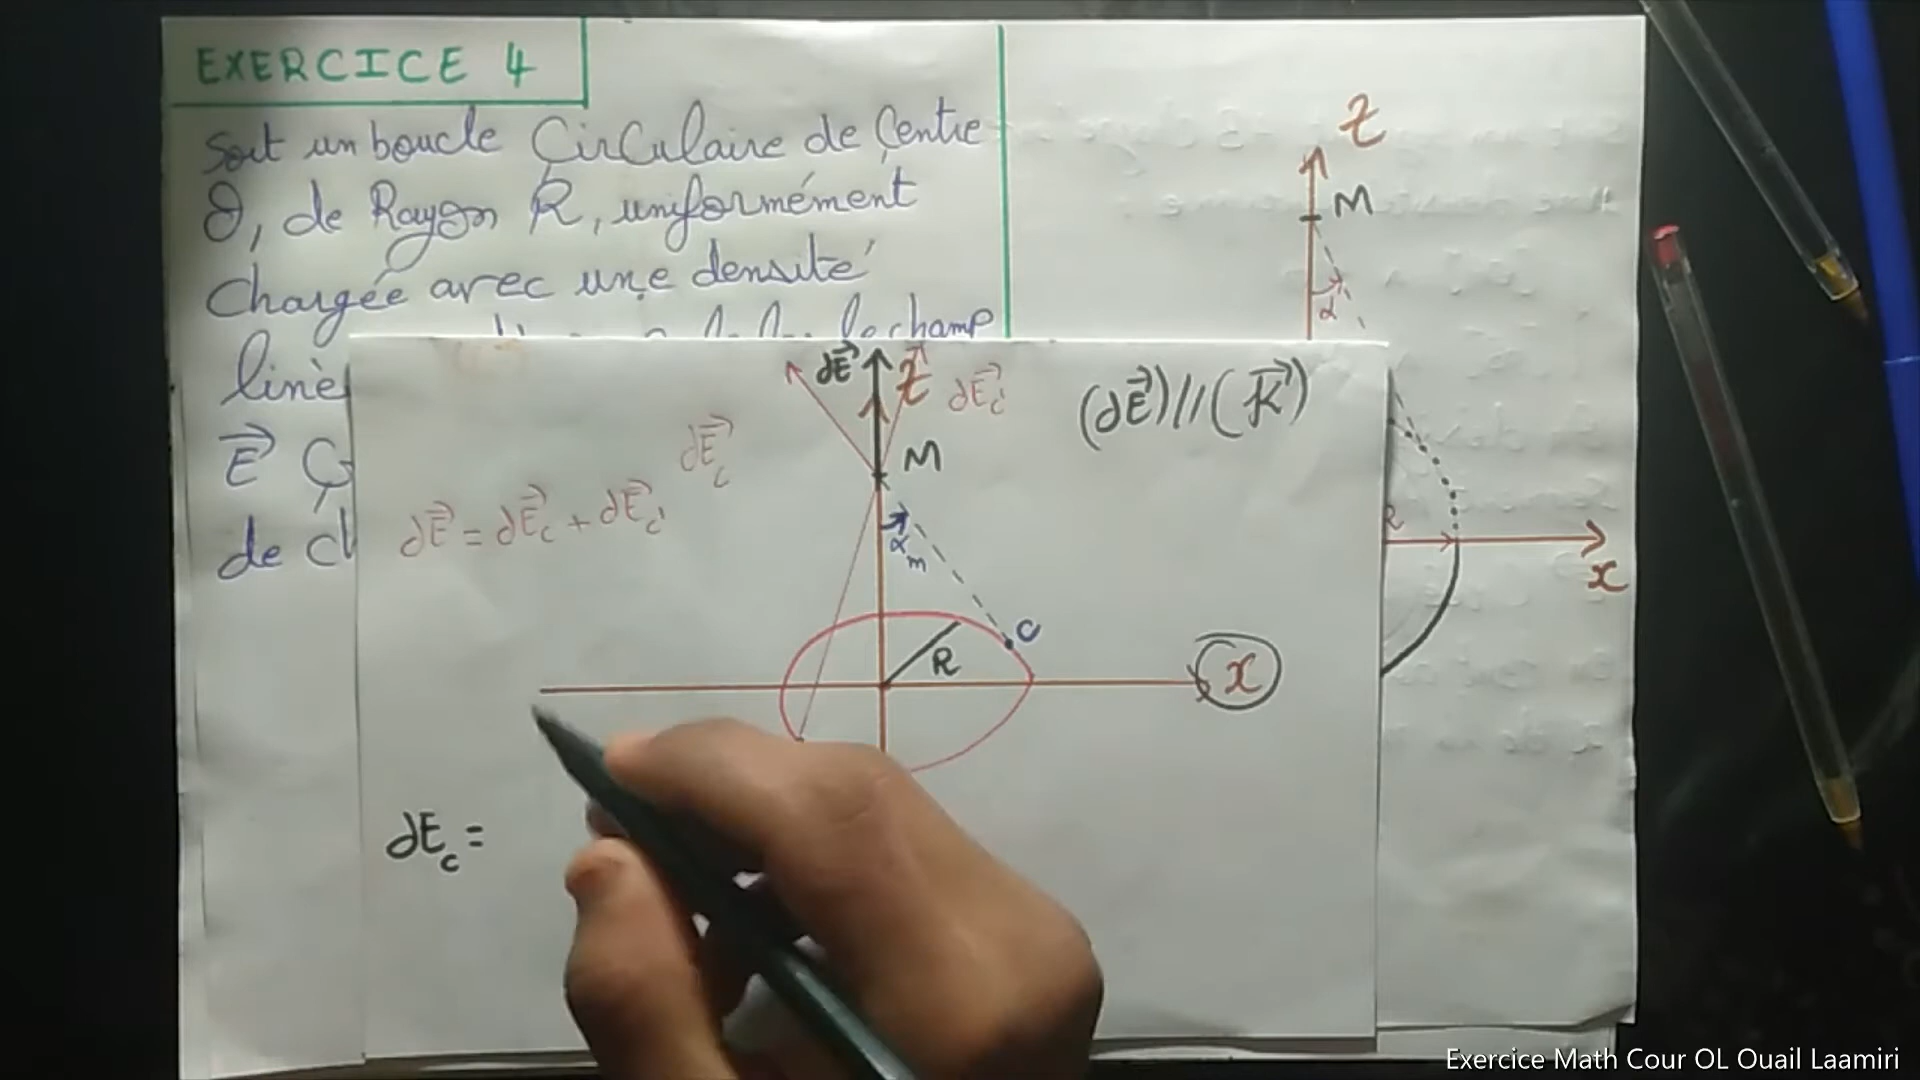 EXERCICE 4
Soit un boucle Circulaire de Centre
O, de Rayon R, uniformément
Chargée avec une densité
linè
le champ
E⃗
de
z
M
α
R
x
dE⃗
z
dE⃗c'
(dE⃗)//(K⃗)
dE⃗c
M
dE⃗ = dE⃗c + dE⃗c'
αm
C
R
x
dEc =
Exercice Math Cour OL Ouail Laamiri